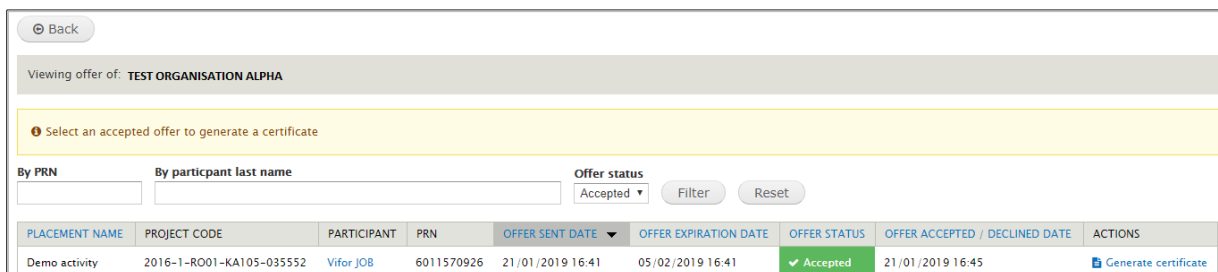 Back
Viewing offer of: TEST ORGANISATION ALPHA
Select an accepted offer to generate a certificate
By PRN By particpant last name Offer status
Accepted Filter Reset
PLACEMENT NAME PROJECT CODE PARTICIPANT PRN OFFER SENT DATE OFFER EXPIRATION DATE OFFER STATUS OFFER ACCEPTED / DECLINED DATE ACTIONS
Demo activity 2016-1-RO01-KA105-035552 Vifor JOB 6011570926 21/01/2019 16:41 05/02/2019 16:41 Accepted 21/01/2019 16:45 Generate certificate